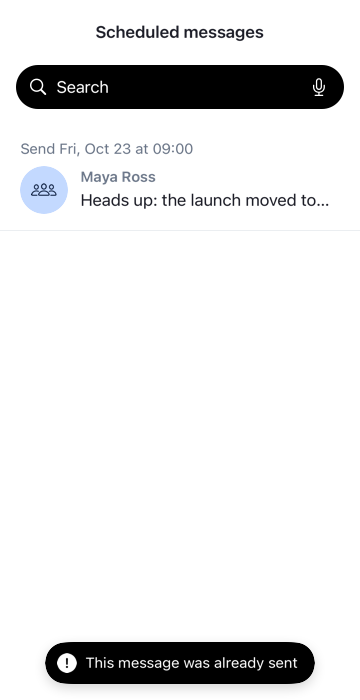 Scheduled messages
Search
Send Fri, Oct 23 at 09:00
Maya Ross
Heads up: the launch moved to...
This message was already sent